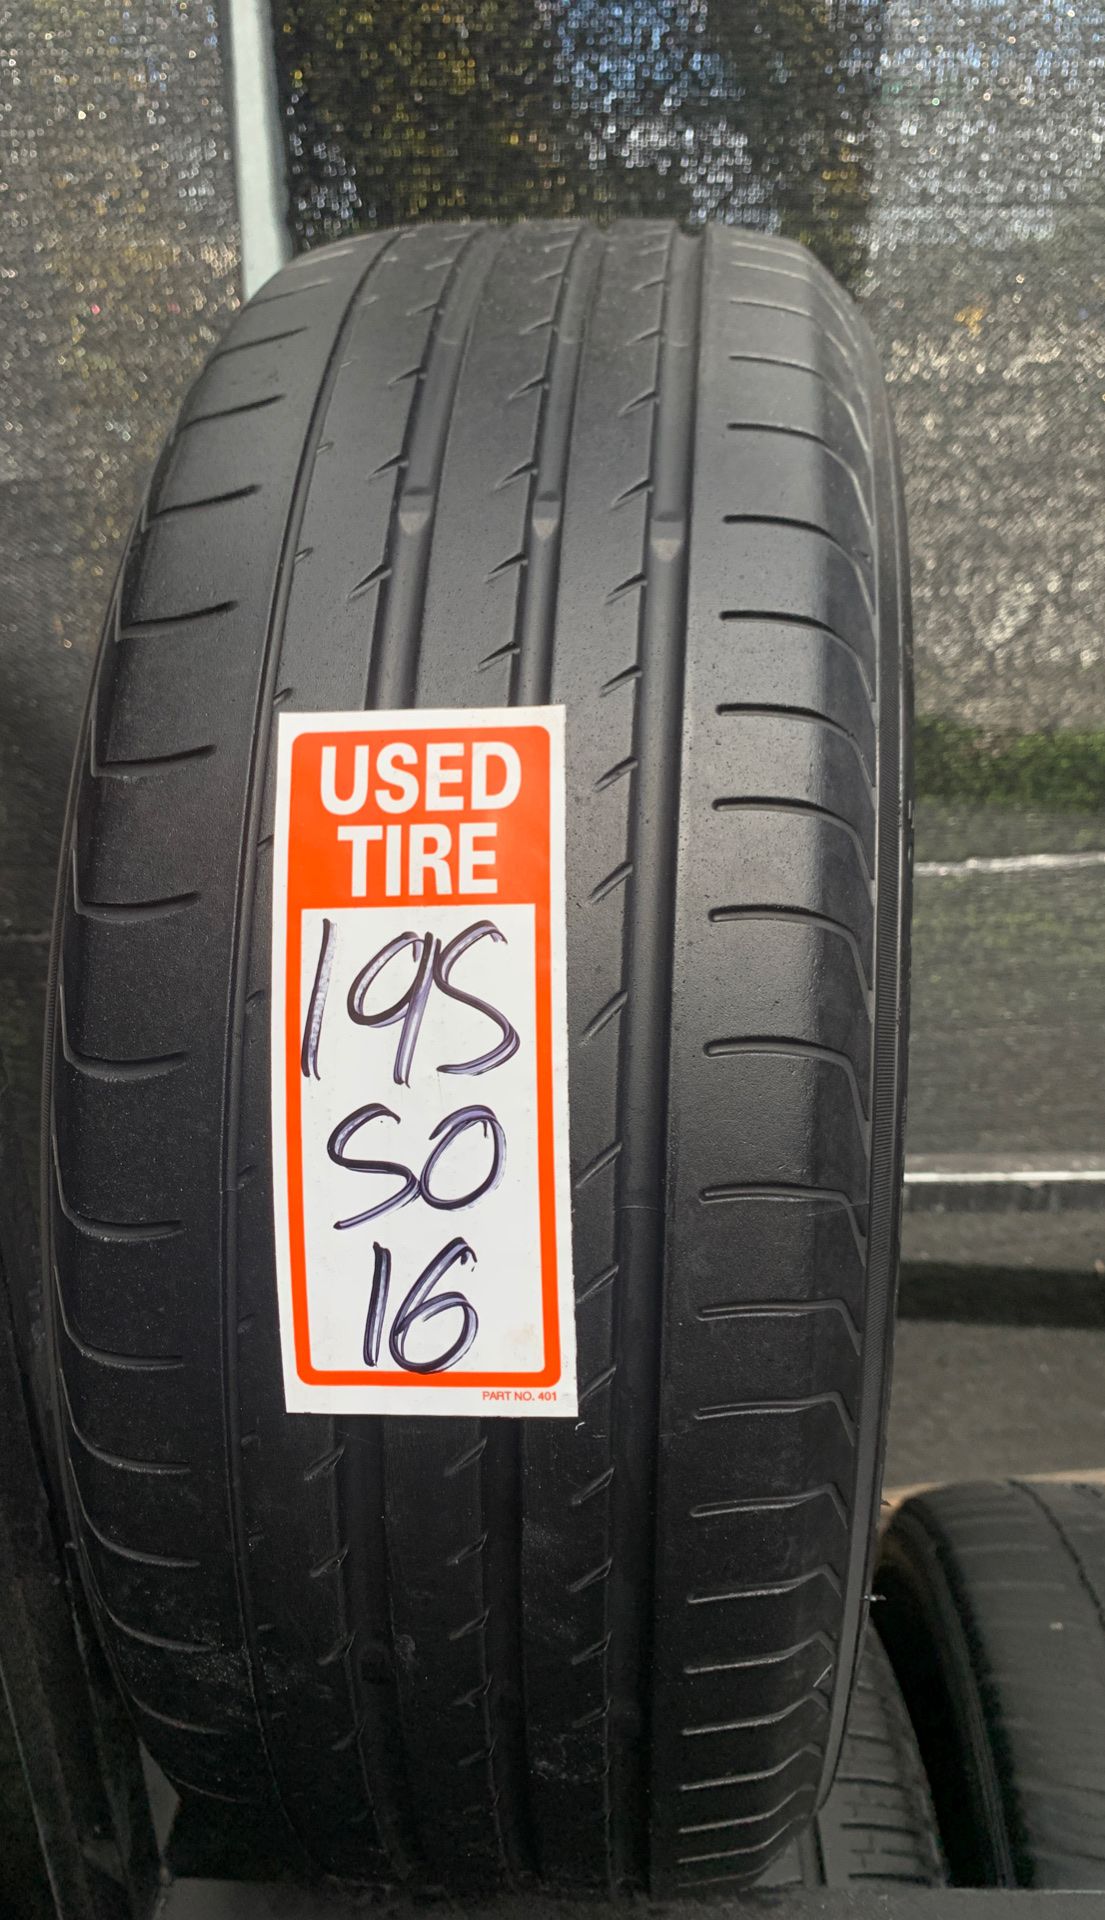 USED
TIRE
195
50
16
PART NO. 401